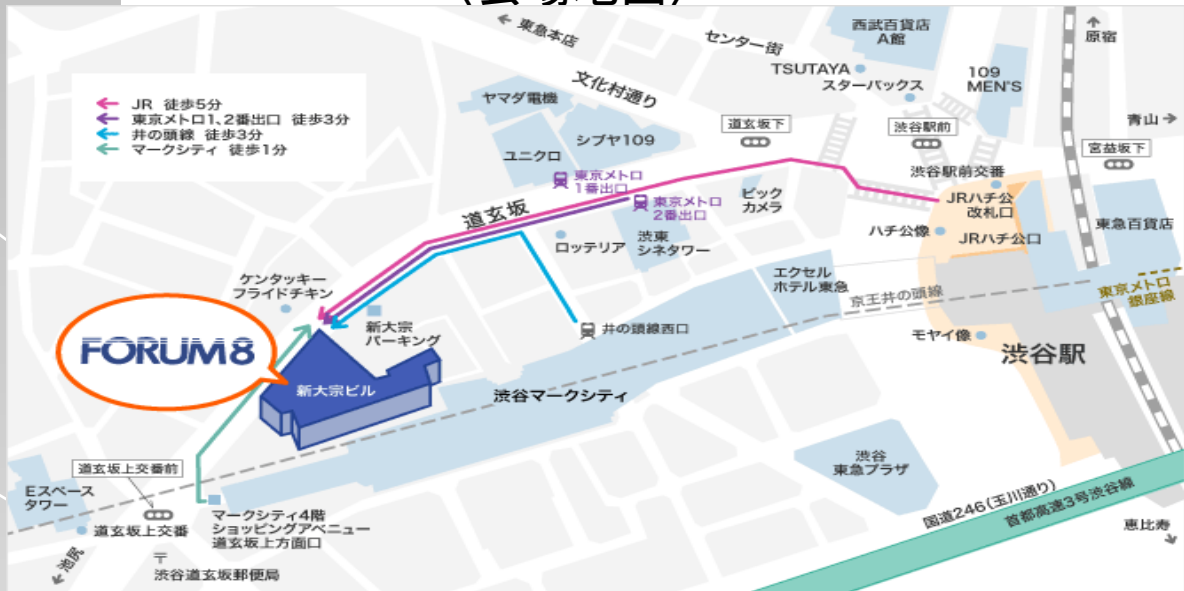 （会場地図）
東急本店
センター街
西武百貨店
A館
原宿
TSUTAYA
スターバックス
109
MEN'S
文化村通り
ヤマダ電機
JR 徒歩5分
東京メトロ1、2番出口 徒歩3分
井の頭線 徒歩3分
マークシティ 徒歩1分
シブヤ109
道玄坂下
渋谷駅前
青山
宮益坂下
ユニクロ
渋谷駅前交番
東京メトロ
1番出口
ビック
カメラ
JRハチ公
改札口
東京メトロ
2番出口
道玄坂
ハチ公像
JRハチ公口
東急百貨店
ロッテリア
渋東
シネタワー
エクセル
ホテル東急
ケンタッキー
フライドチキン
京王井の頭線
東京メトロ
銀座線
新大宗
パーキング
井の頭線西口
モヤイ像
渋谷駅
FORUM8
新大宗ビル
渋谷マークシティ
渋谷
東急プラザ
道玄坂上交番前
Eスペース
タワー
道玄坂上交番
マークシティ4階
ショッピングアベニュー
道玄坂上方面口
国道246(玉川通り)
首都高速3号渋谷線
恵比寿
池尻
〒
渋谷道玄坂郵便局